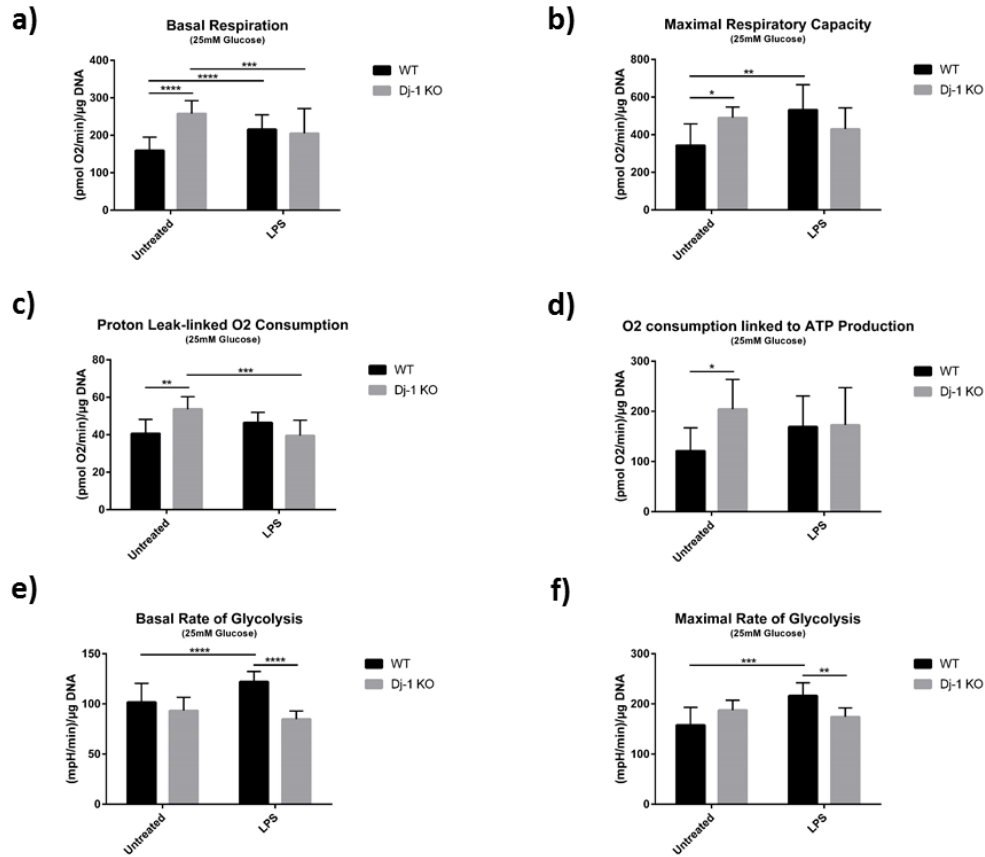 a)
Basal Respiration
(25mM Glucose)
(pmol O2/min)/µg DNA
400
300
200
100
0
***
****
****
Untreated
LPS
WT
Dj-1 KO
b)
Maximal Respiratory Capacity
(25mM Glucose)
(pmol O2/min)/µg DNA
800
600
400
200
0
**
*
Untreated
LPS
WT
Dj-1 KO
c)
Proton Leak-linked O2 Consumption
(25mM Glucose)
(pmol O2/min)/µg DNA
80
60
40
20
0
***
**
Untreated
LPS
WT
Dj-1 KO
d)
O2 consumption linked to ATP Production
(25mM Glucose)
(pmol O2/min)/µg DNA
300
200
100
0
*
Untreated
LPS
WT
Dj-1 KO
e)
Basal Rate of Glycolysis
(25mM Glucose)
(mpH/min)/µg DNA
150
100
50
0
****
****
Untreated
LPS
WT
Dj-1 KO
f)
Maximal Rate of Glycolysis
(25mM Glucose)
(mpH/min)/µg DNA
300
200
100
0
***
**
Untreated
LPS
WT
Dj-1 KO